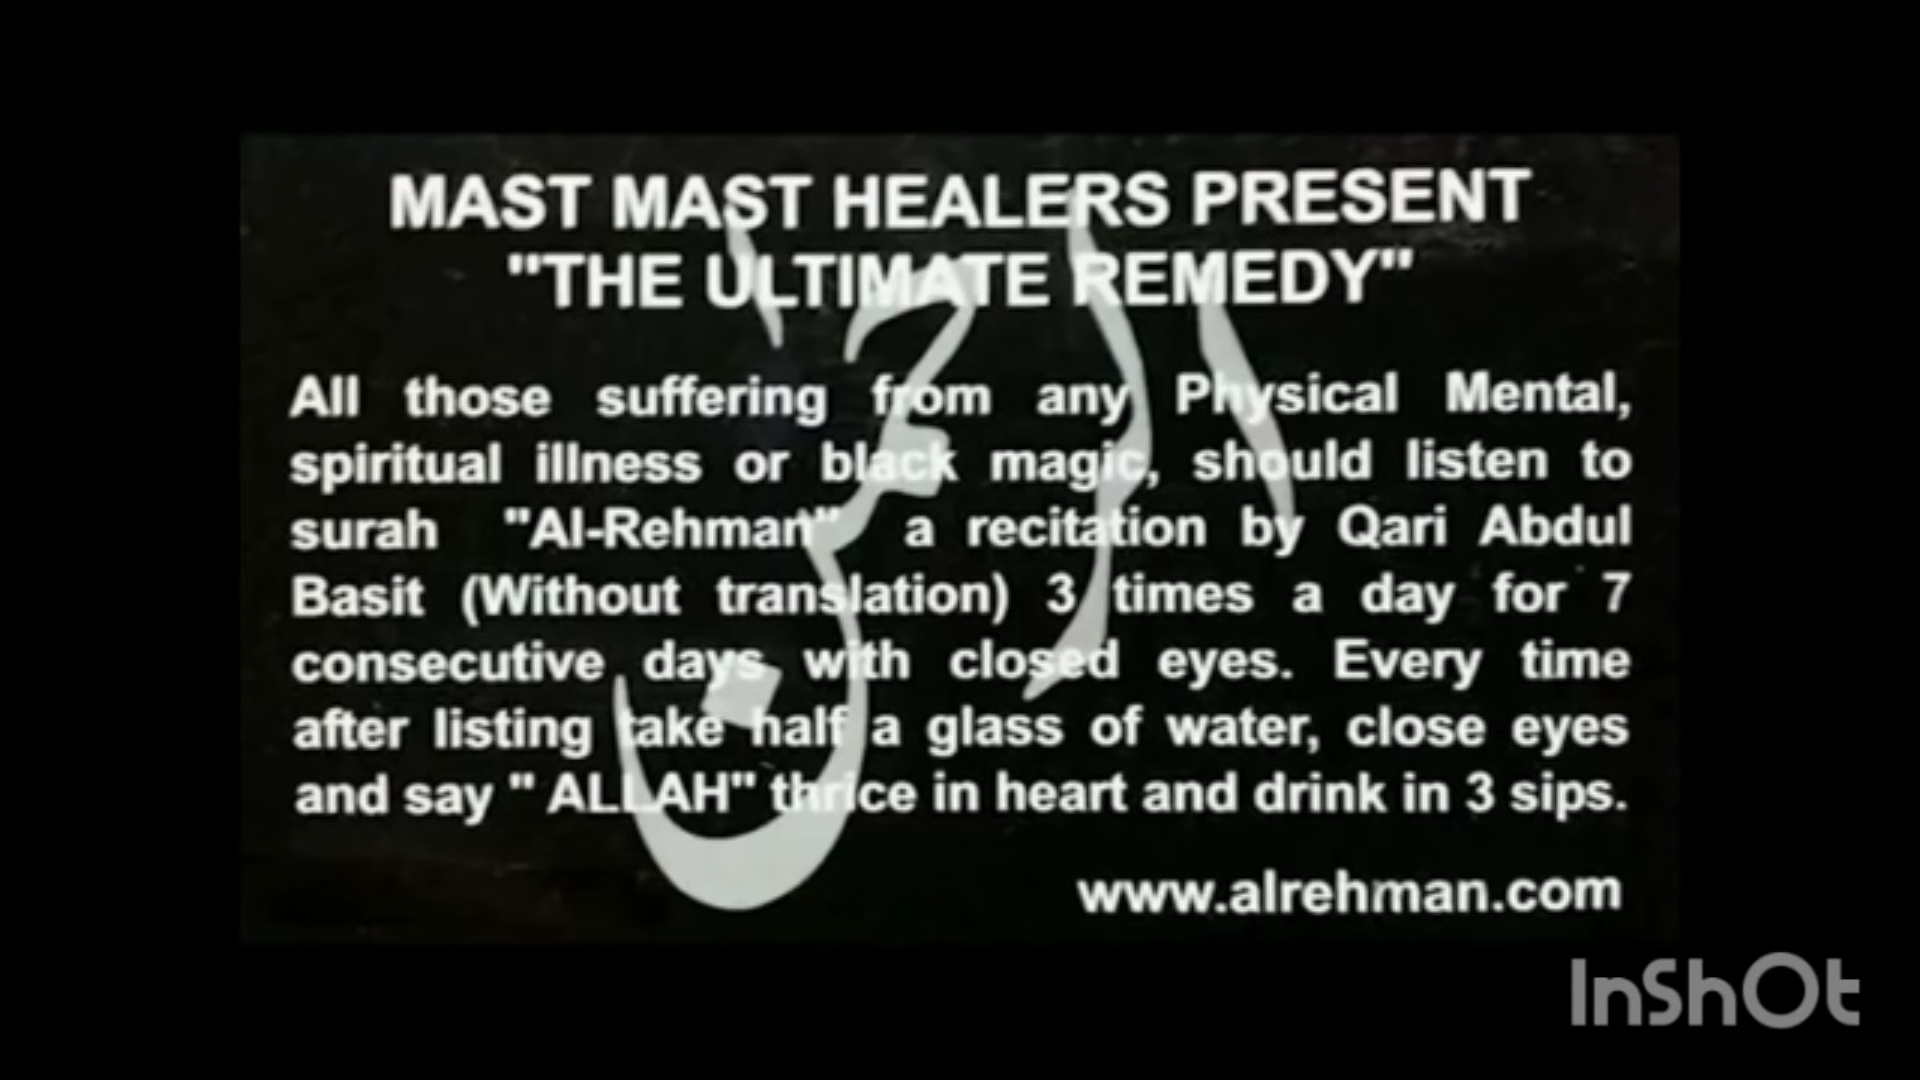 MAST MAST HEALERS PRESENT
"THE ULTIMATE REMEDY"
الرحمن
All those suffering from any Physical Mental,
spiritual illness or black magic, should listen to
surah "Al-Rehman" a recitation by Qari Abdul
Basit (Without translation) 3 times a day for 7
consecutive days with closed eyes. Every time
after listing take half a glass of water, close eyes
and say " ALLAH" thrice in heart and drink in 3 sips.
www.alrehman.com
InShOt